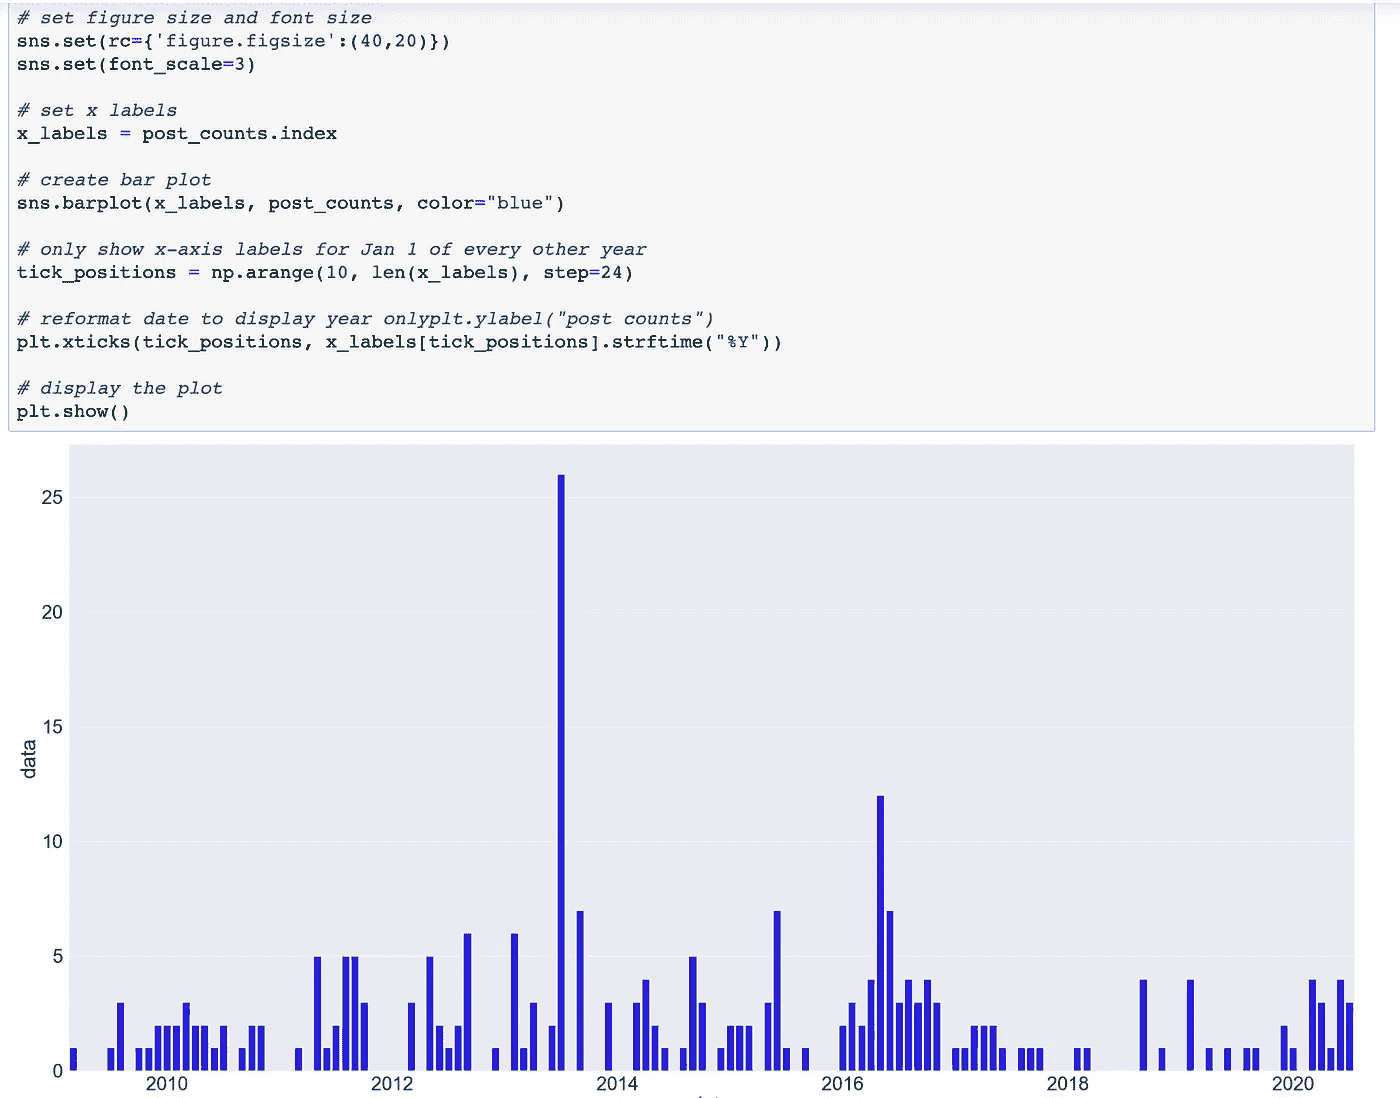 # set figure size and font size
sns.set(rc={'figure.figsize':(40,20)})
sns.set(font_scale=3)
# set x labels
x_labels = post_counts.index
# create bar plot
sns.barplot(x_labels, post_counts, color="blue")
# only show x-axis labels for Jan 1 of every other year
tick_positions = np.arange(10, len(x_labels), step=24)
# reformat date to display year onlyplt.ylabel("post counts")
plt.xticks(tick_positions, x_labels[tick_positions].strftime("%Y"))
# display the plot
plt.show()
25
20
15
10
5
0
data
2010 2012 2014 2016 2018 2020